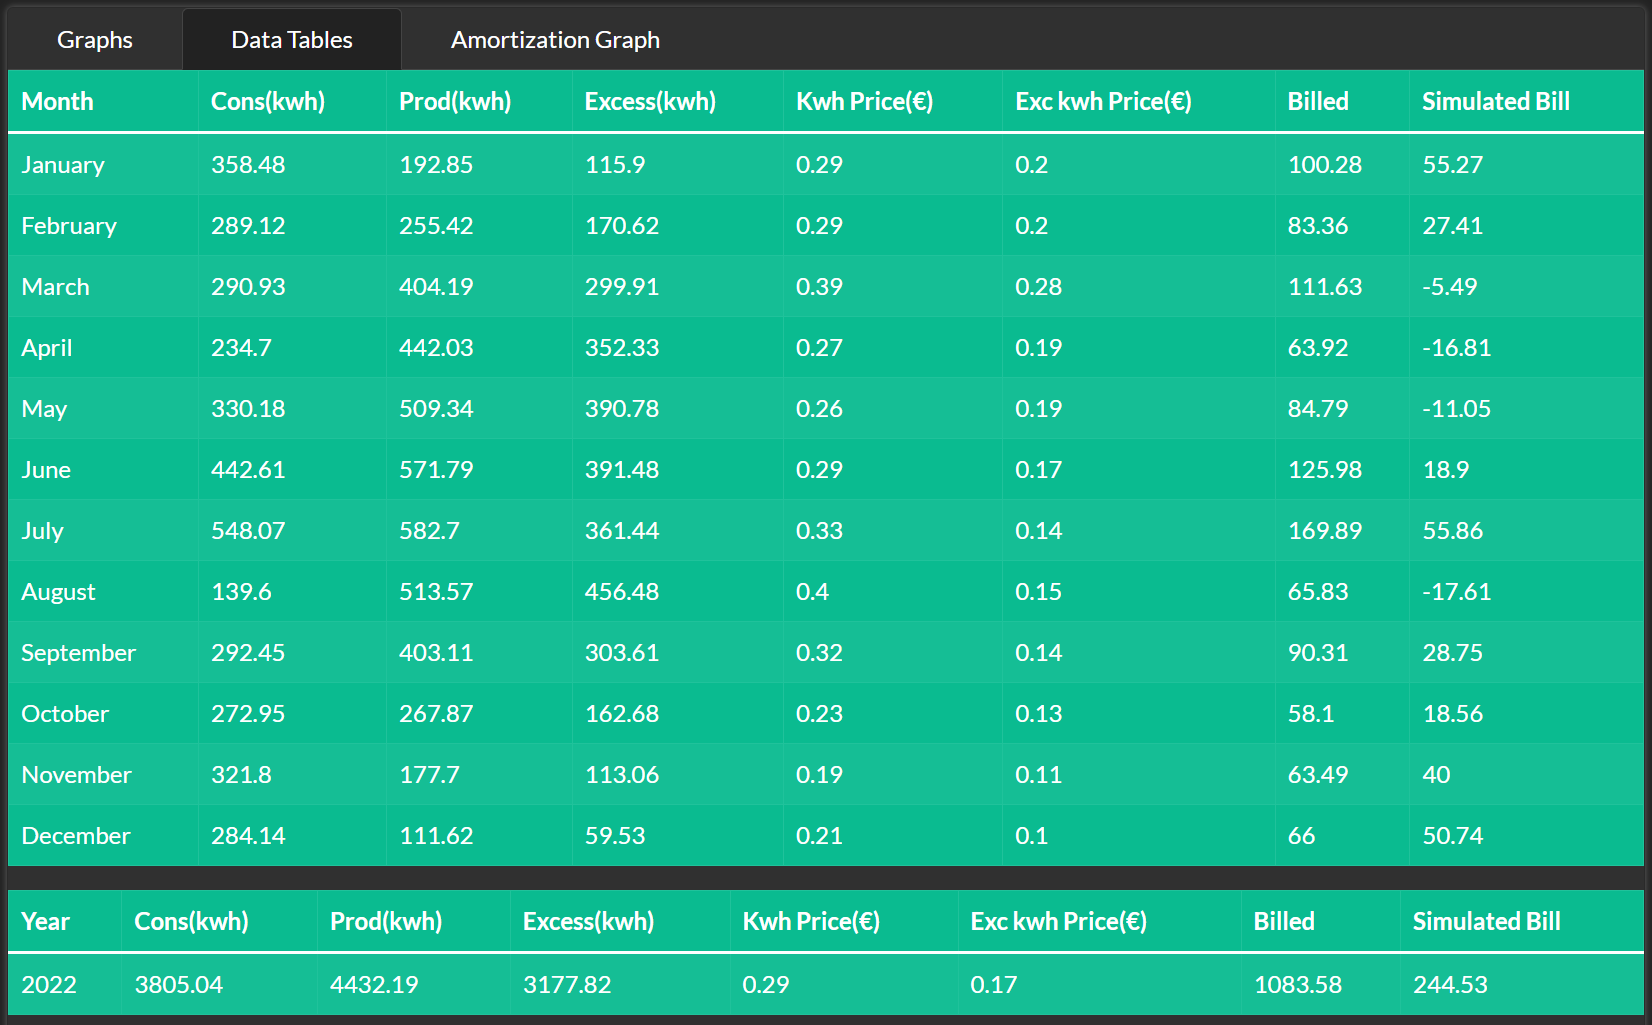 Graphs Data Tables Amortization Graph
Month Cons(kwh) Prod(kwh) Excess(kwh) Kwh Price(€) Exc kwh Price(€) Billed Simulated Bill
January 358.48 192.85 115.9 0.29 0.2 100.28 55.27
February 289.12 255.42 170.62 0.29 0.2 83.36 27.41
March 290.93 404.19 299.91 0.39 0.28 111.63 -5.49
April 234.7 442.03 352.33 0.27 0.19 63.92 -16.81
May 330.18 509.34 390.78 0.26 0.19 84.79 -11.05
June 442.61 571.79 391.48 0.29 0.17 125.98 18.9
July 548.07 582.7 361.44 0.33 0.14 169.89 55.86
August 139.6 513.57 456.48 0.4 0.15 65.83 -17.61
September 292.45 403.11 303.61 0.32 0.14 90.31 28.75
October 272.95 267.87 162.68 0.23 0.13 58.1 18.56
November 321.8 177.7 113.06 0.19 0.11 63.49 40
December 284.14 111.62 59.53 0.21 0.1 66 50.74
Year Cons(kwh) Prod(kwh) Excess(kwh) Kwh Price(€) Exc kwh Price(€) Billed Simulated Bill
2022 3805.04 4432.19 3177.82 0.29 0.17 1083.58 244.53